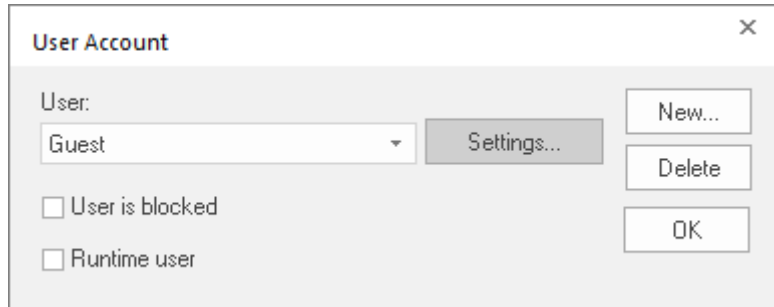 User Account
User:
Guest
Settings...
New...
Delete
User is blocked
OK
Runtime user